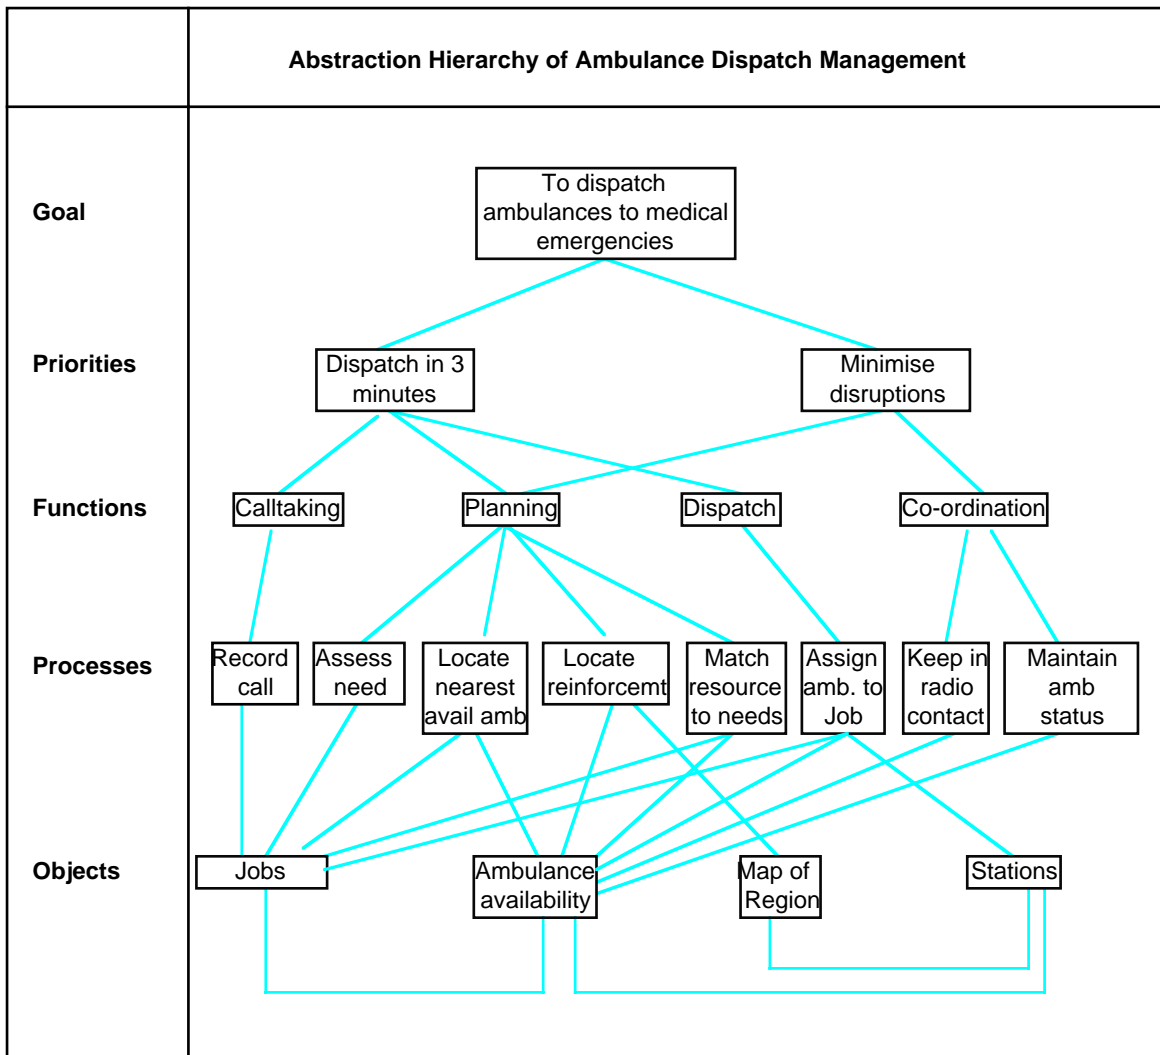 Abstraction Hierarchy of Ambulance Dispatch Management
Goal
To dispatch
ambulances to medical
emergencies
Priorities
Dispatch in 3
minutes
Minimise
disruptions
Functions
Calltaking
Planning
Dispatch
Co-ordination
Processes
Record
call
Assess
need
Locate
nearest
avail amb
Locate
reinforcemt
Match
resource
to needs
Assign
amb. to
Job
Keep in
radio
contact
Maintain
amb
status
Objects
Jobs
Ambulance
availability
Map of
Region
Stations